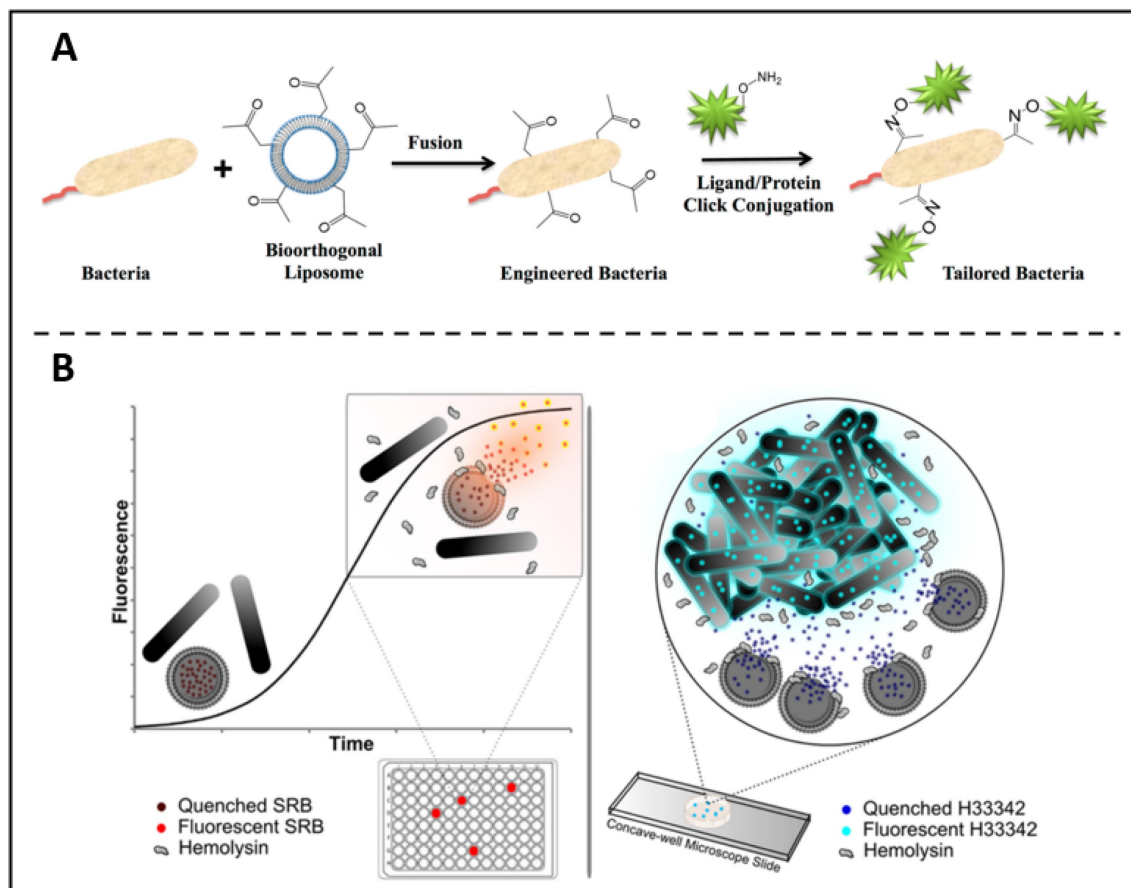 A
O
O
O
O
O
Fusion
O
O
O
O
O
NH₂
Ligand/Protein
Click Conjugation
N
O
O
N
N
O
+
Bacteria
Bioorthogonal
Liposome
Engineered Bacteria
Tailored Bacteria
B
Fluorescence
Time
Quenched SRB
Fluorescent SRB
Hemolysin
Concave-well Microscope Slide
Quenched H33342
Fluorescent H33342
Hemolysin